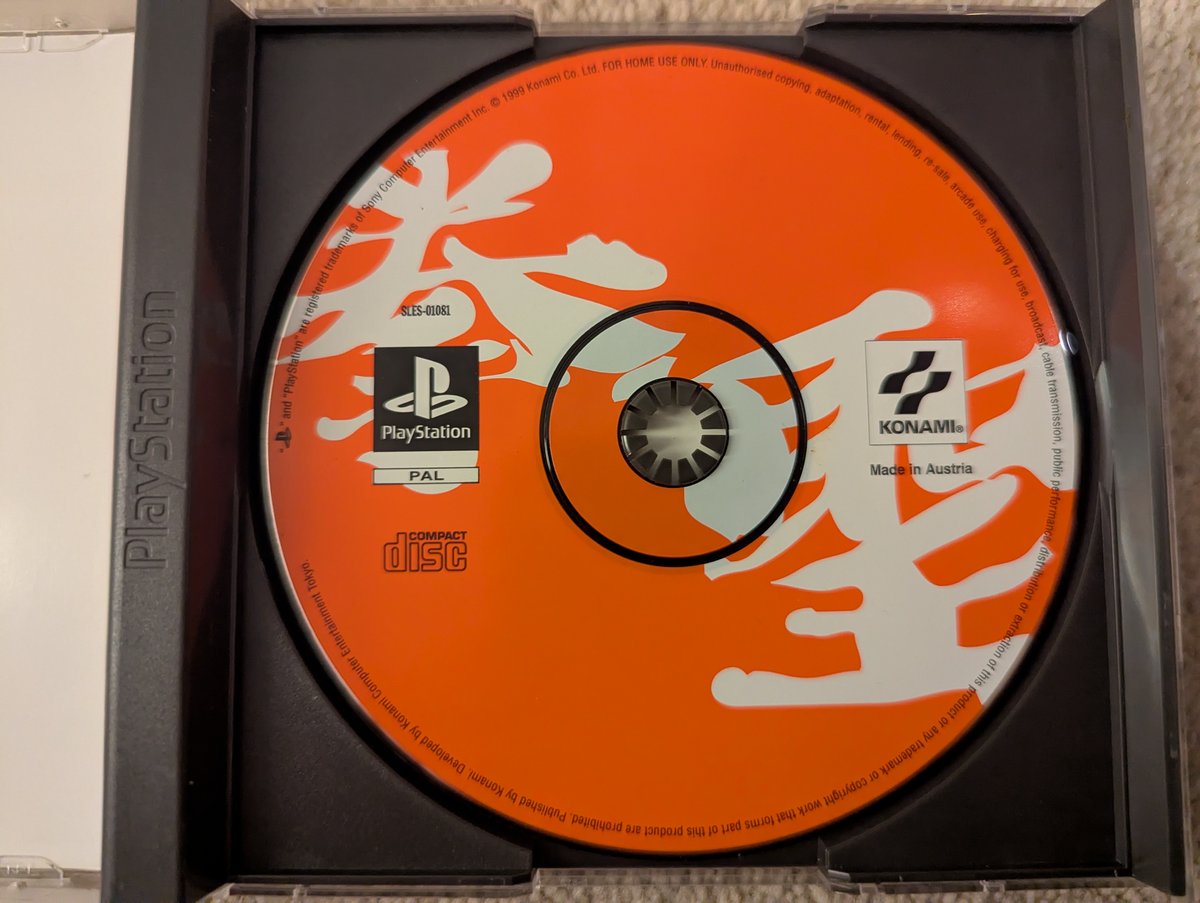 PlayStation
" " and "PlayStation" are registered trademarks of Sony Computer Entertainment Inc. © 1999 Konami Co. Ltd. FOR HOME USE ONLY. Unauthorised copying, adaptation, rental, lending, re-sale, arcade use, charging for use, broadcast, cable transmission, public performance, distribution or extraction of this product or any trademark or copyright work that forms part of this product are prohibited. Published by Konami. Developed by Konami Computer Entertainment Tokyo.
SLES-01081
PlayStation
PAL
COMPACT
disc
KONAMI®
Made in Austria